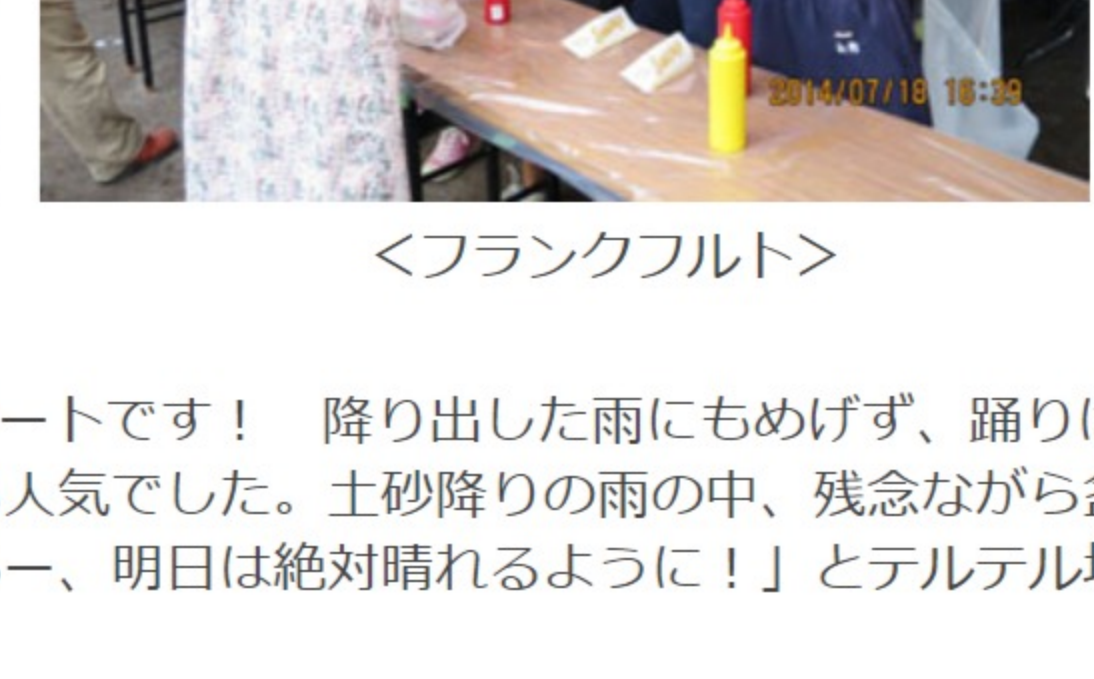 2014/07/18 16:39
＜フランクフルト＞
ートです！　降り出した雨にもめげず、踊り
人気でした。土砂降りの雨の中、残念ながら
ー、明日は絶対晴れるように！」とテルテル